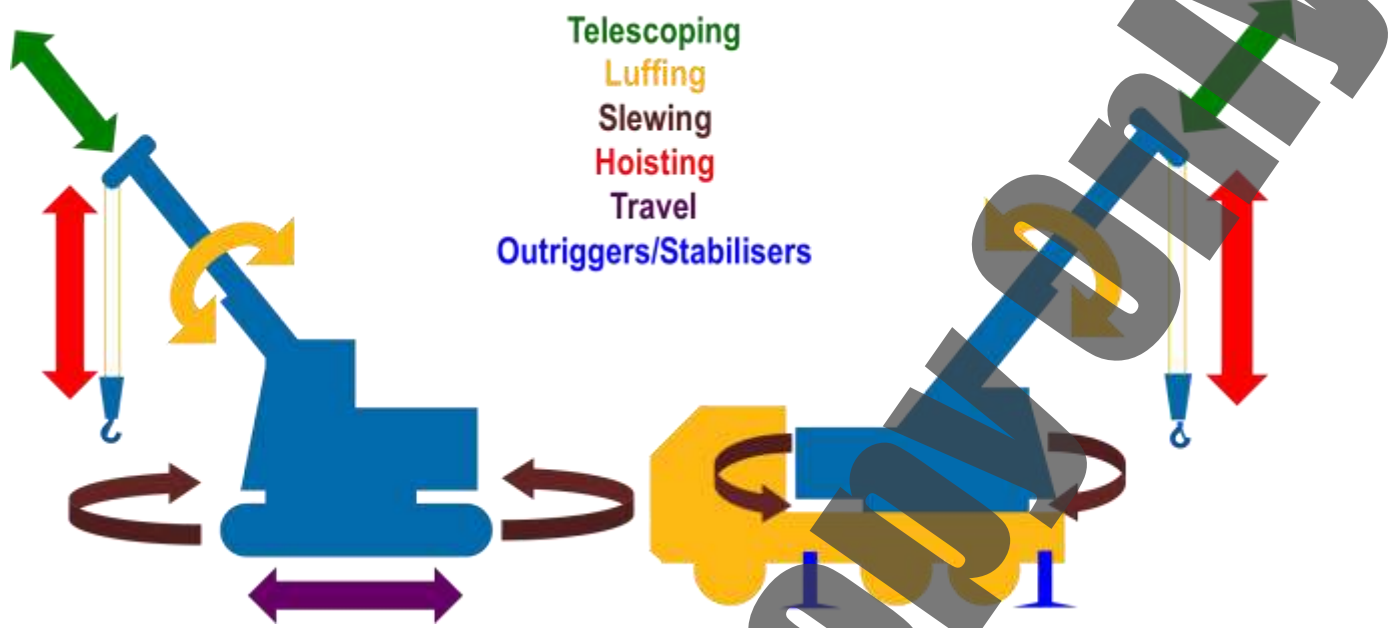 Telescoping
Luffing
Slewing
Hoisting
Travel
Outriggers/Stabilisers